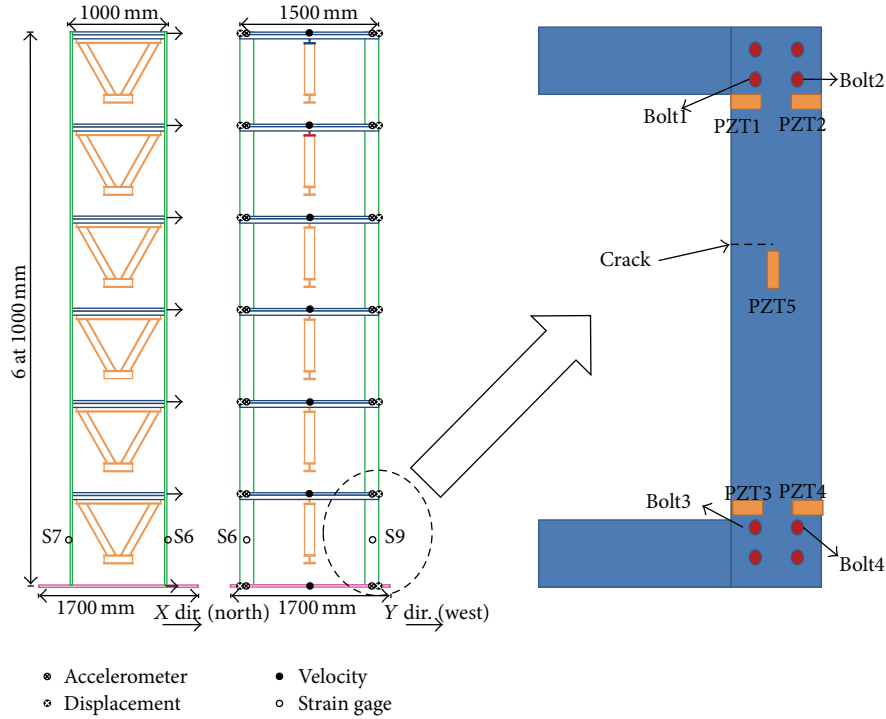 1000 mm
1500 mm
6 at 1000 mm
S7
S6
S6
S9
1700 mm
X dir. (north)
1700 mm
Y dir. (west)
Accelerometer
Velocity
Displacement
Strain gage
Bolt1
Bolt2
PZT1
PZT2
Crack
PZT5
PZT3
PZT4
Bolt3
Bolt4